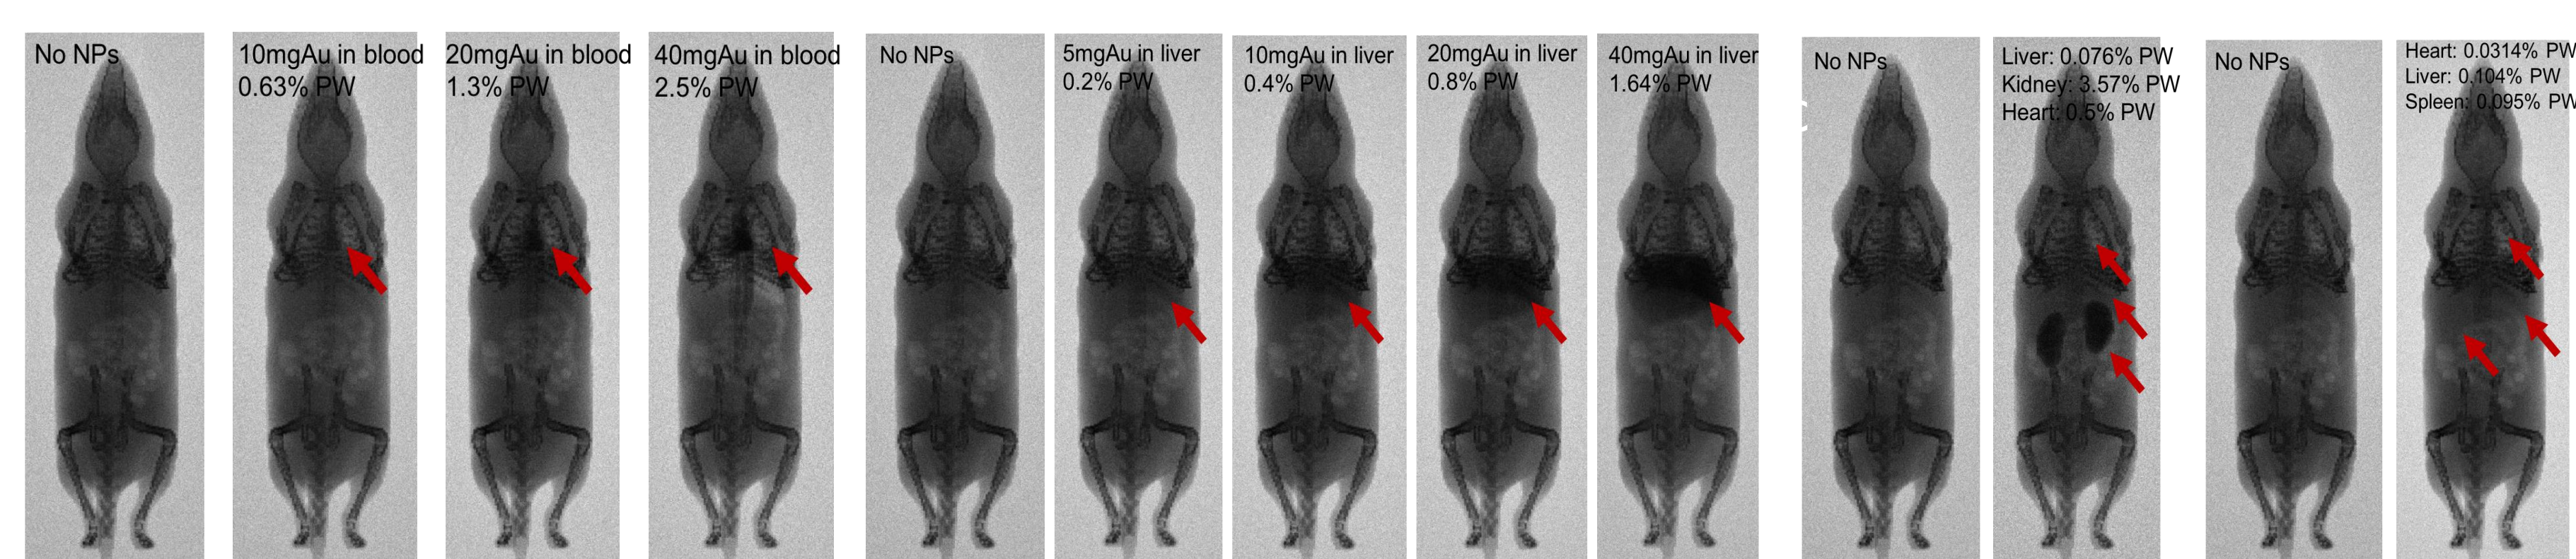 No NPs
10mgAu in blood
0.63% PW
20mgAu in blood
1.3% PW
40mgAu in blood
2.5% PW
No NPs
5mgAu in liver
0.2% PW
10mgAu in liver
0.4% PW
20mgAu in liver
0.8% PW
40mgAu in liver
1.64% PW
No NPs
Liver: 0.076% PW
Kidney: 3.57% PW
Heart: 0.5% PW
No NPs
Heart: 0.0314% PW
Liver: 0.104% PW
Spleen: 0.095% PW